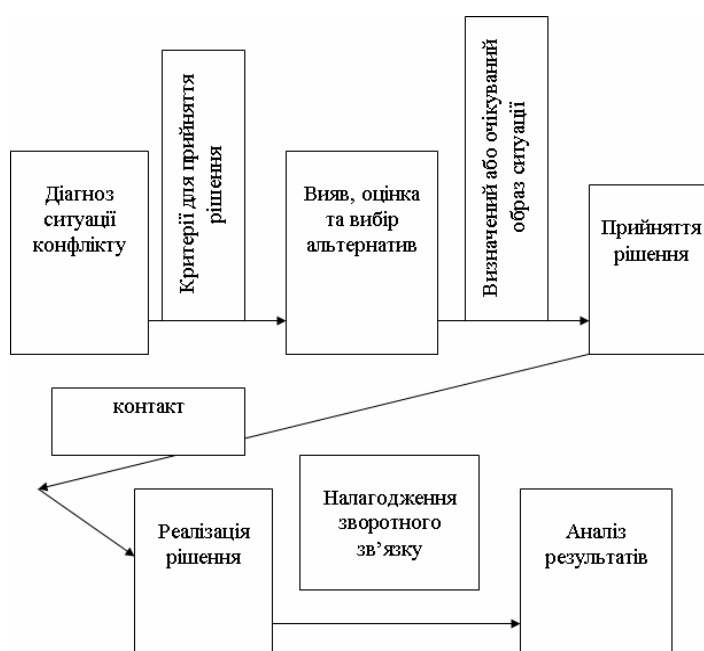 Діагноз
ситуації
конфлікту
Критерії для прийняття
рішення
Вияв, оцінка
та вибір
альтернатив
Визначений або очікуваний
образ ситуації
Прийняття
рішення
контакт
Реалізація
рішення
Налагодження
зворотного
зв’язку
Аналіз
результатів